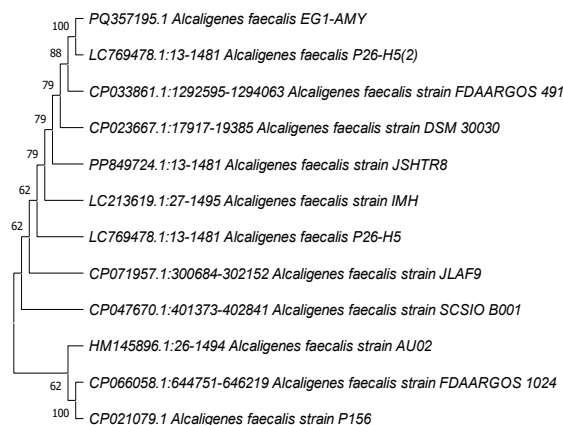 PQ357195.1 Alcaligenes faecalis EG1-AMY
100
LC769478.1:13-1481 Alcaligenes faecalis P26-H5(2)
88
CP033861.1:1292595-1294063 Alcaligenes faecalis strain FDAARGOS 491
79
CP023667.1:17917-19385 Alcaligenes faecalis strain DSM 30030
79
PP849724.1:13-1481 Alcaligenes faecalis strain JSHTR8
79
LC213619.1:27-1495 Alcaligenes faecalis strain IMH
62
LC769478.1:13-1481 Alcaligenes faecalis P26-H5
62
CP071957.1:300684-302152 Alcaligenes faecalis strain JLAF9
CP047670.1:401373-402841 Alcaligenes faecalis strain SCSIO B001
HM145896.1:26-1494 Alcaligenes faecalis strain AU02
62
CP066058.1:644751-646219 Alcaligenes faecalis strain FDAARGOS 1024
100
CP021079.1 Alcaligenes faecalis strain P156